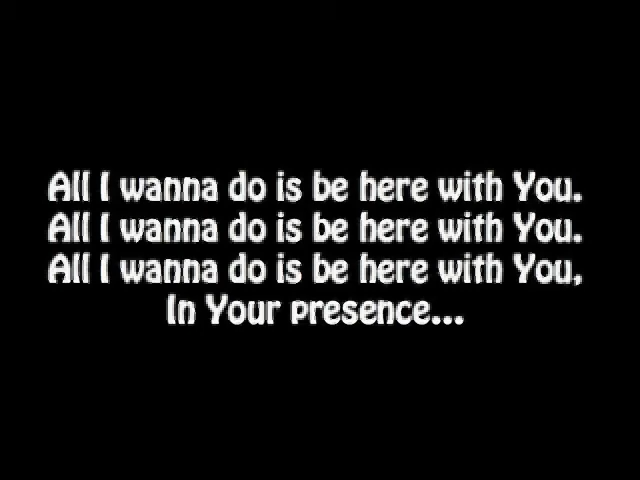 All I wanna do is be here with You.
All I wanna do is be here with You.
All I wanna do is be here with You,
In Your presence...